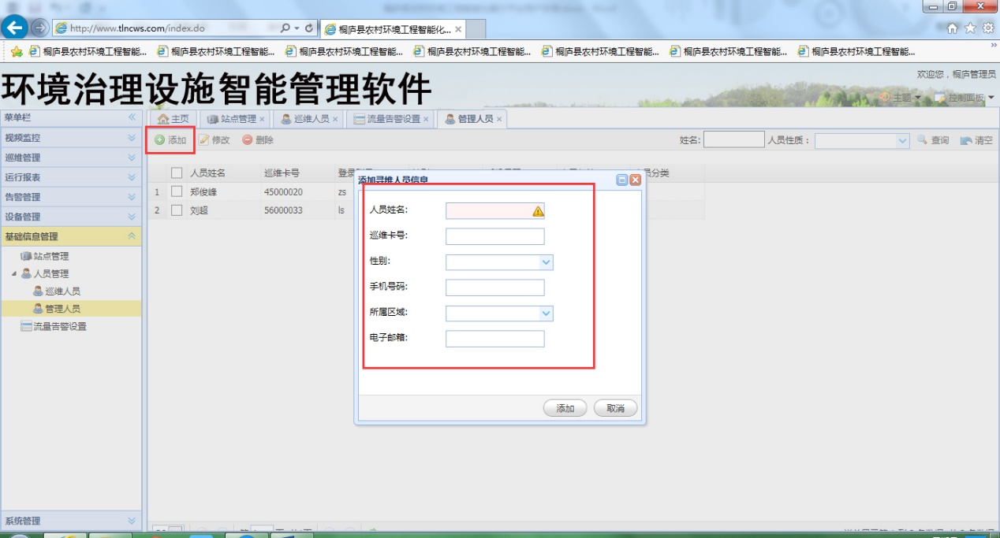 http://www.tlncws.com/index.do
桐庐县农村环境工程智能化...
桐庐县农村环境工程智能... 桐庐县农村环境工程智能... 桐庐县农村环境工程智能... 桐庐县农村环境工程智能... 桐庐县农村环境工程智能... 桐庐县农村环境工程智能... 桐庐县农村环境工程智能...
环境治理设施智能管理软件
欢迎您，桐庐管理员
主题 控制面板
菜单栏
主页 站点管理 巡维人员 流量告警设置 管理人员
视频监控
添加 修改 删除 姓名: 人员性质： 查询 清空
巡维管理
运行报表
告警管理
设备管理
基础信息管理
站点管理
人员管理
巡维人员
管理人员
流量告警设置
系统管理
人员姓名 巡维卡号 登录 员分类
1 郑俊峰 45000020 zs
2 刘超 56000033 ls
添加寻维人员信息
人员姓名:
巡维卡号:
性别:
手机号码:
所属区域:
电子邮箱:
添加 取消